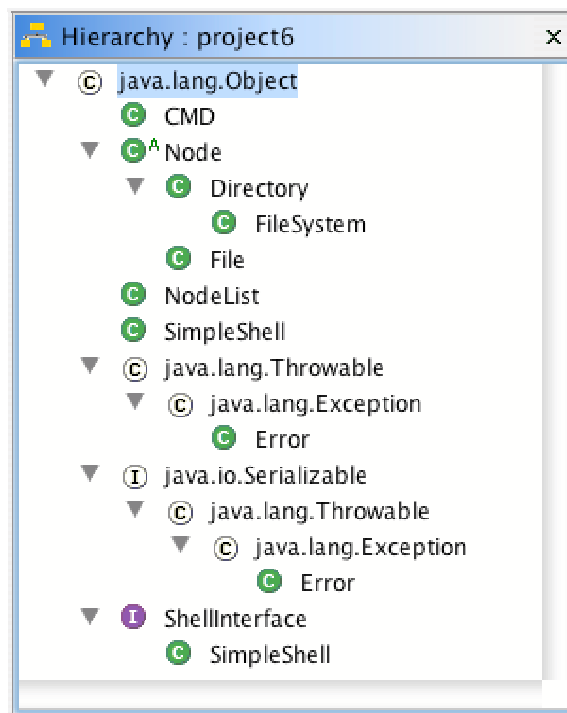 Hierarchy : project6
java.lang.Object
CMD
Node
Directory
FileSystem
File
NodeList
SimpleShell
java.lang.Throwable
java.lang.Exception
Error
java.io.Serializable
java.lang.Throwable
java.lang.Exception
Error
ShellInterface
SimpleShell